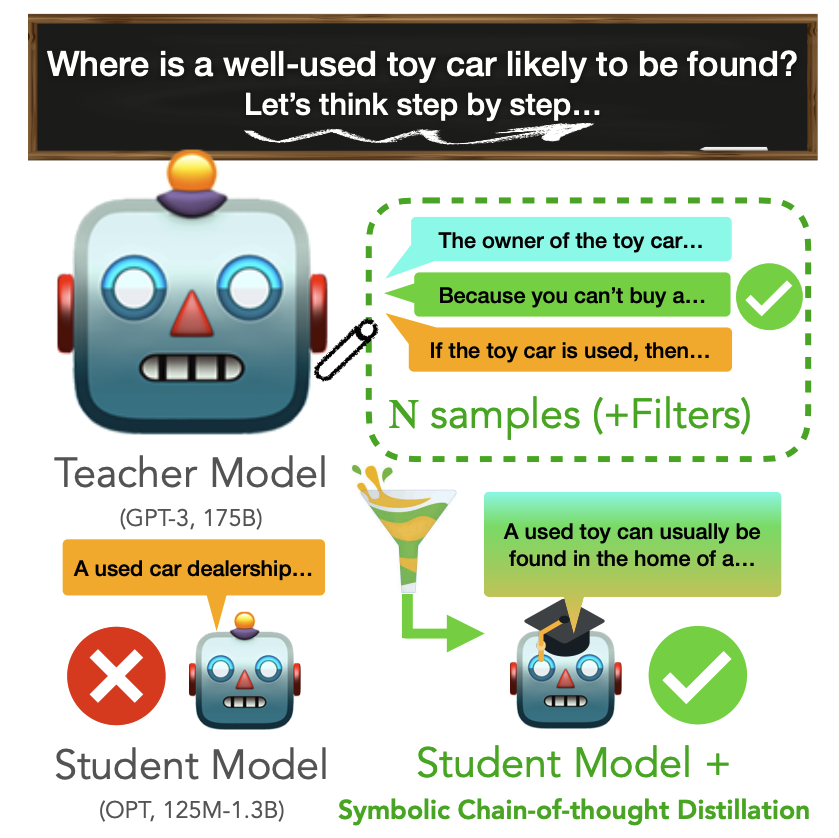 Where is a well-used toy car likely to be found?
Let's think step by step...
The owner of the toy car...
Because you can't buy a...
If the toy car is used, then...
N samples (+Filters)
Teacher Model
(GPT-3, 175B)
A used car dealership...
A used toy can usually be
found in the home of a...
Student Model
(OPT, 125M-1.3B)
Student Model +
Symbolic Chain-of-thought Distillation